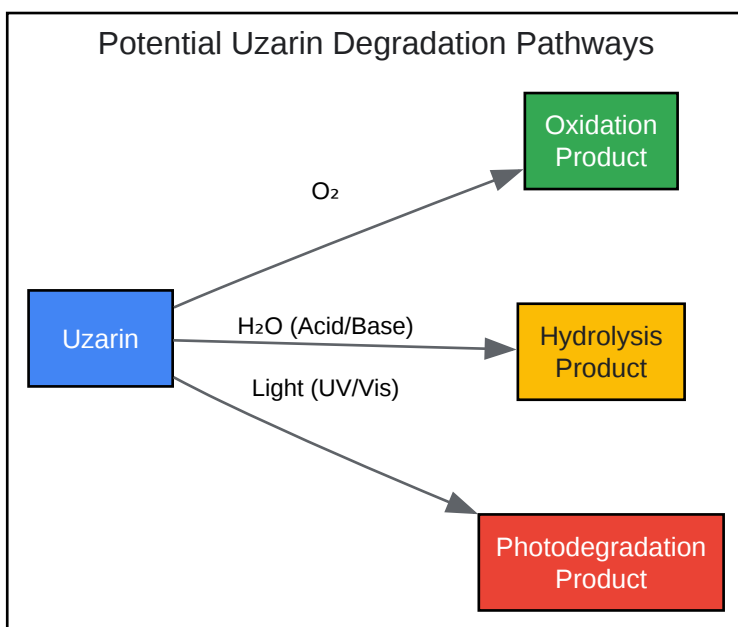 Potential Uzarin Degradation Pathways
Oxidation
Product
O₂
Uzarin
H₂O (Acid/Base)
Hydrolysis
Product
Light (UV/Vis)
Photodegradation
Product